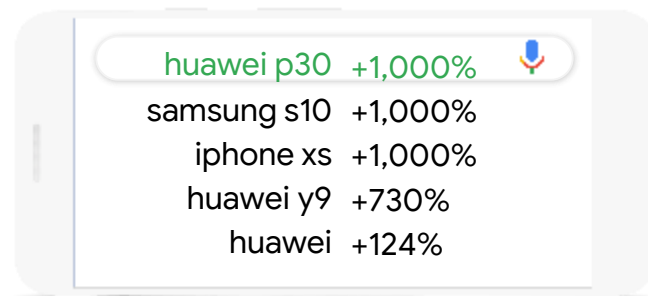 huawei p30 +1,000%
samsung s10 +1,000%
iphone xs +1,000%
huawei y9 +730%
huawei +124%